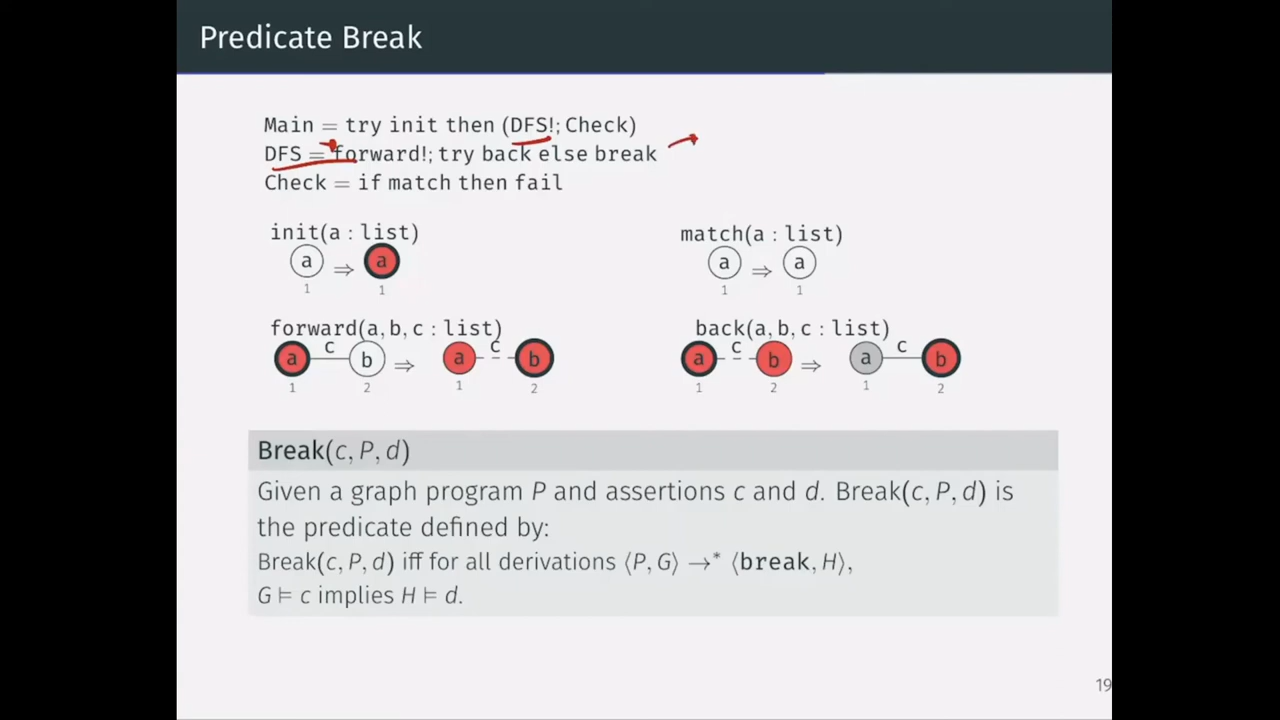 Predicate Break
Main = try init then (DFS!; Check)
DFS = forward!; try back else break
Check = if match then fail
init(a : list)
a ⇒ a
1 1
match(a : list)
a ⇒ a
1 1
forward(a, b, c : list)
a c b ⇒ a c b
1 2 1 2
back(a, b, c : list)
a c b ⇒ a c b
1 2 1 2
Break(c, P, d)
Given a graph program P and assertions c and d. Break(c, P, d) is
the predicate defined by:
Break(c, P, d) iff for all derivations ⟨P, G⟩ →* ⟨break, H⟩,
G ⊨ c implies H ⊨ d.
19